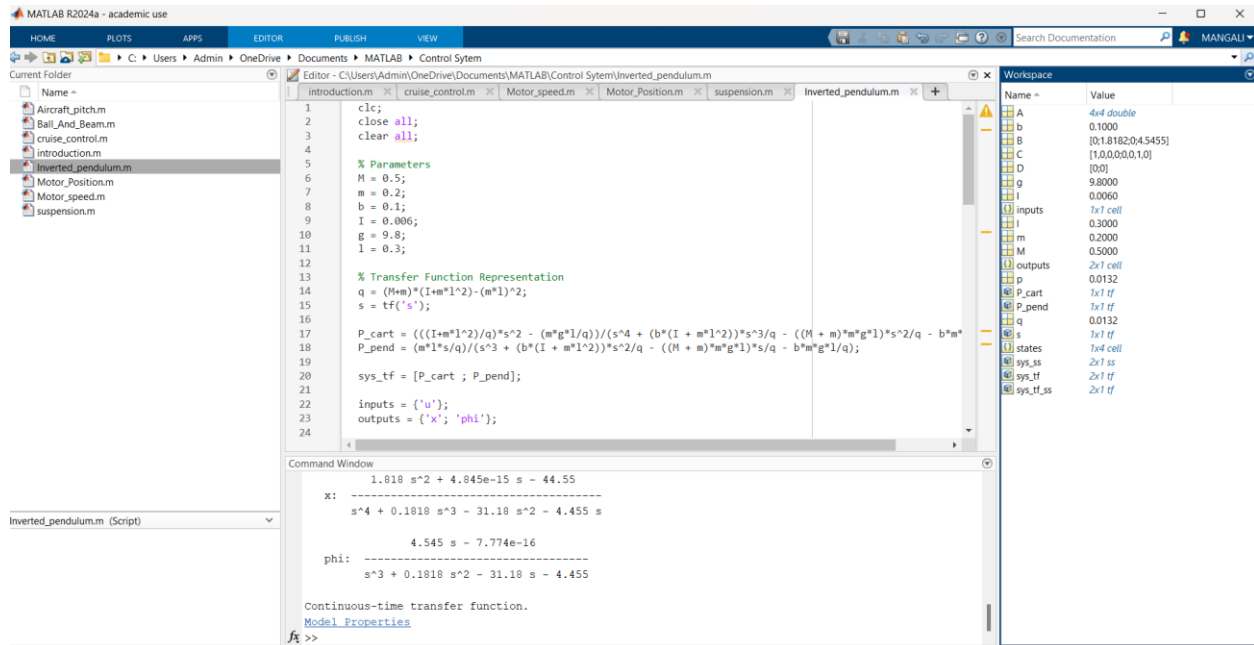 MATLAB R2024a - academic use
HOME PLOTS APPS EDITOR PUBLISH VIEW Search Documentation MANGALI
C: Users Admin OneDrive Documents MATLAB Control Sytem
Current Folder
Name
Aircraft_pitch.m
Ball_And_Beam.m
cruise_control.m
introduction.m
Inverted_pendulum.m
Motor_Position.m
Motor_speed.m
suspension.m
Inverted_pendulum.m (Script)
Editor - C:\Users\Admin\OneDrive\Documents\MATLAB\Control Sytem\Inverted_pendulum.m
introduction.m cruise_control.m Motor_speed.m Motor_Position.m suspension.m Inverted_pendulum.m
1 clc;
2 close all;
3 clear all;
4
5 % Parameters
6 M = 0.5;
7 m = 0.2;
8 b = 0.1;
9 I = 0.006;
10 g = 9.8;
11 l = 0.3;
12
13 % Transfer Function Representation
14 q = (M+m)*(I+m*l^2)-(m*l)^2;
15 s = tf('s');
16
17 P_cart = (((I+m*l^2)/q)*s^2 - (m*g*l/q))/(s^4 + (b*(I + m*l^2))*s^3/q - ((M + m)*m*g*l)*s^2/q - b*m*
18 P_pend = (m*l*s/q)/(s^3 + (b*(I + m*l^2))*s^2/q - ((M + m)*m*g*l)*s/q - b*m*g*l/q);
19
20 sys_tf = [P_cart ; P_pend];
21
22 inputs = {'u'};
23 outputs = {'x'; 'phi'};
24
Command Window
1.818 s^2 + 4.845e-15 s - 44.55
x: ----------------------------------------
s^4 + 0.1818 s^3 - 31.18 s^2 - 4.455 s
4.545 s - 7.774e-16
phi: -----------------------------------
s^3 + 0.1818 s^2 - 31.18 s - 4.455
Continuous-time transfer function.
Model Properties
fx >>
Workspace
Name Value
A 4x4 double
b 0.1000
B [0;1.8182;0;4.5455]
C [1,0,0,0;0,0,1,0]
D [0;0]
g 9.8000
I 0.0060
inputs 1x1 cell
l 0.3000
m 0.2000
M 0.5000
outputs 2x1 cell
p 0.0132
P_cart 1x1 tf
P_pend 1x1 tf
q 0.0132
s 1x1 tf
states 1x4 cell
sys_ss 2x1 ss
sys_tf 2x1 tf
sys_tf_ss 2x1 tf